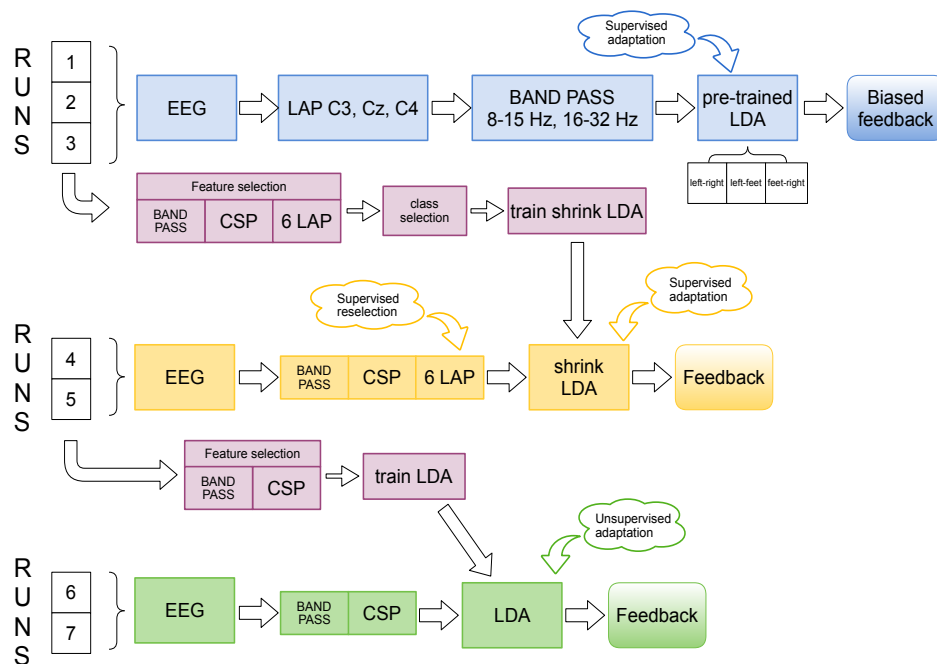 RUNS
1
2
3
EEG
LAP C3, Cz, C4
BAND PASS
8-15 Hz, 16-32 Hz
Supervised
adaptation
pre-trained
LDA
Biased
feedback
left-right
left-feet
feet-right
Feature selection
BAND
PASS
CSP
6 LAP
class
selection
train shrink LDA
RUNS
4
5
EEG
BAND
PASS
CSP
6 LAP
Supervised
reselection
shrink
LDA
Supervised
adaptation
Feedback
Feature selection
BAND
PASS
CSP
train LDA
RUNS
6
7
EEG
BAND
PASS
CSP
LDA
Unsupervised
adaptation
Feedback